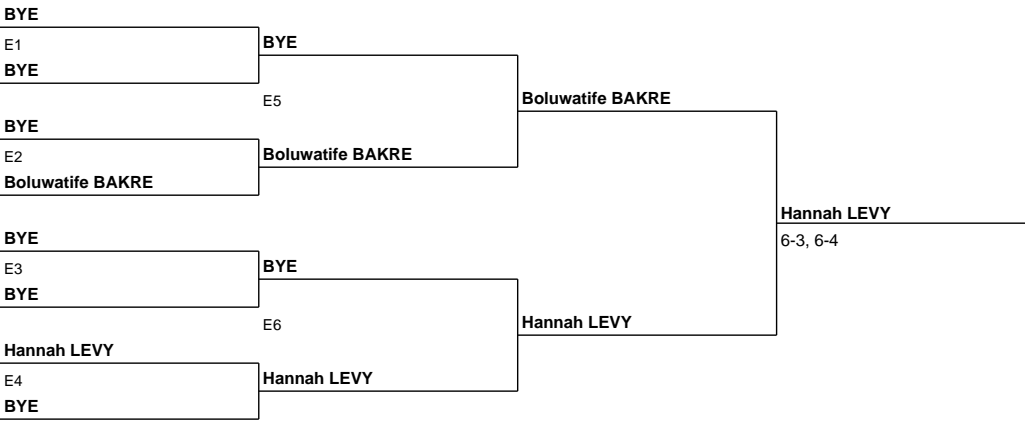 BYE
E1
BYE
BYE
E5
Boluwatife BAKRE
BYE
E2
Boluwatife BAKRE
Boluwatife BAKRE
Hannah LEVY
6-3, 6-4
BYE
E3
BYE
BYE
E6
Hannah LEVY
Hannah LEVY
E4
Hannah LEVY
BYE